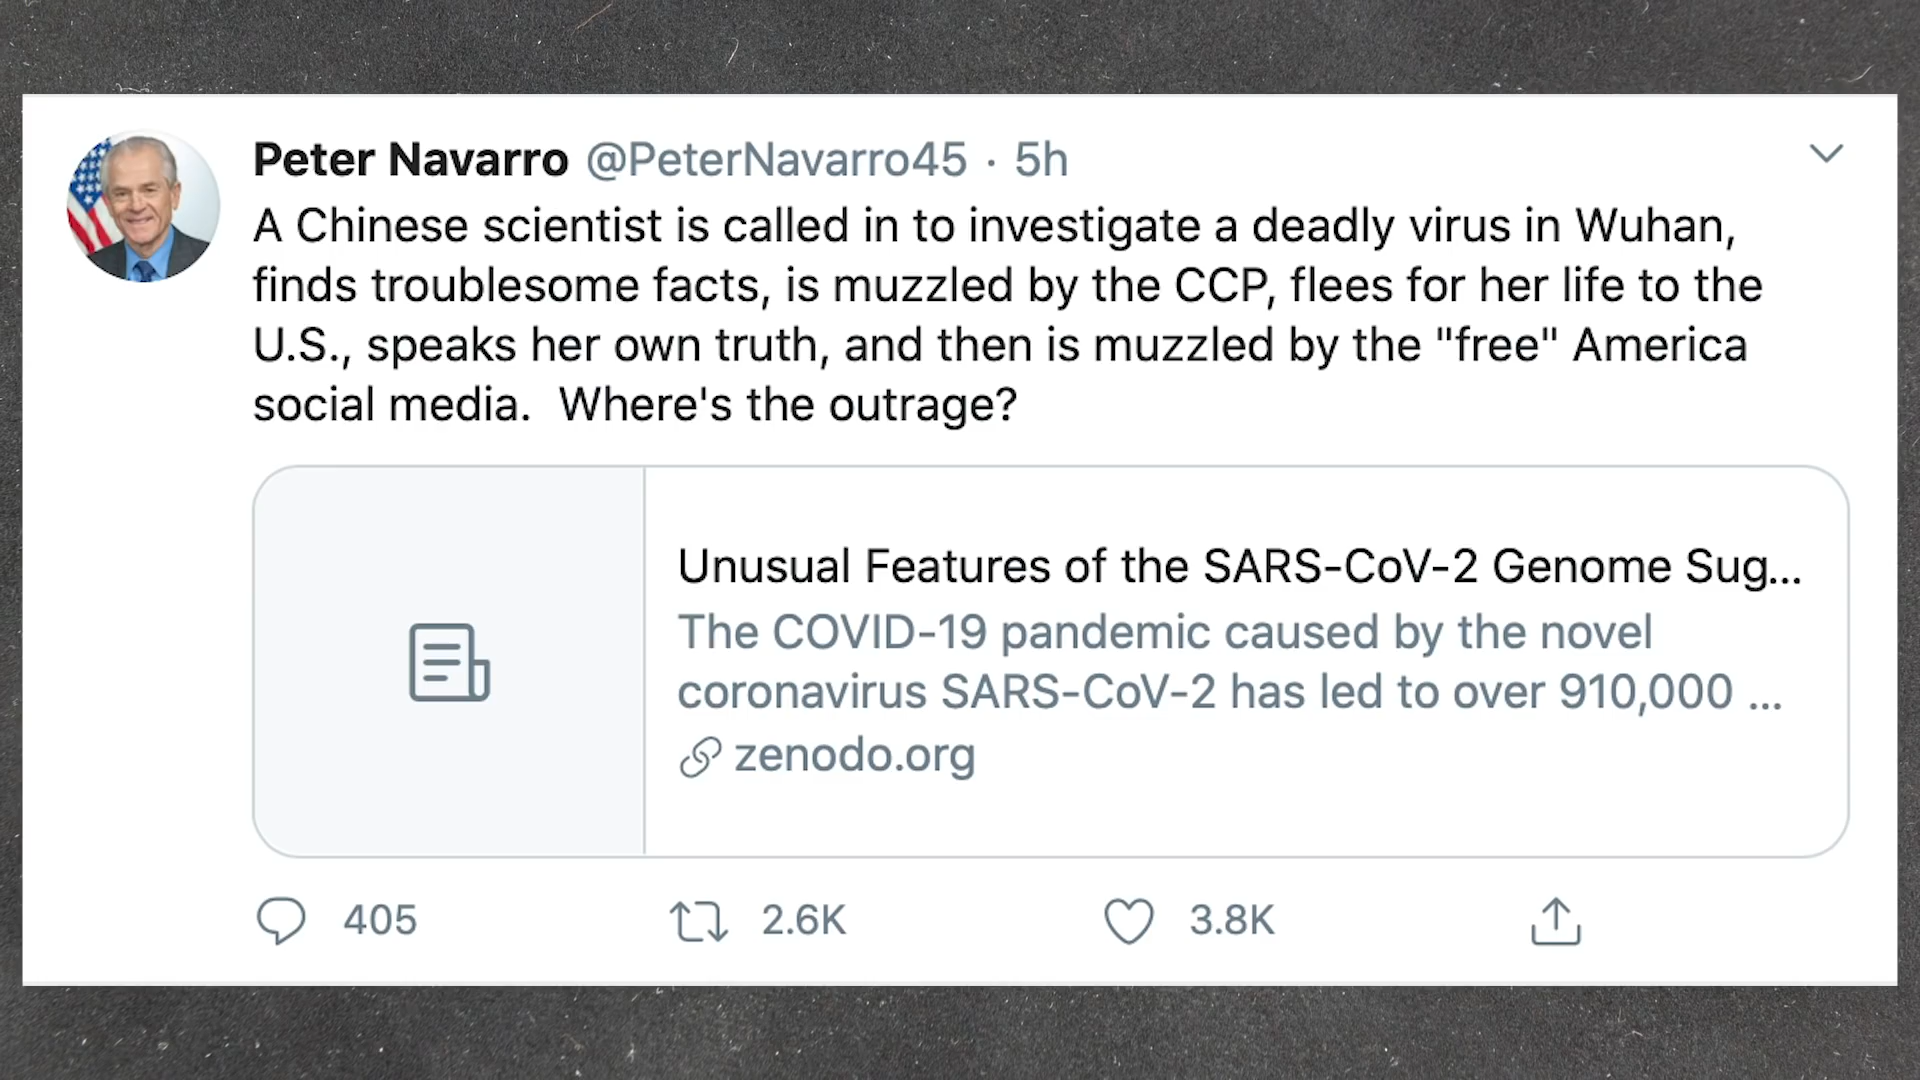 Peter Navarro @PeterNavarro45 · 5h
A Chinese scientist is called in to investigate a deadly virus in Wuhan,
finds troublesome facts, is muzzled by the CCP, flees for her life to the
U.S., speaks her own truth, and then is muzzled by the "free" America
social media.  Where's the outrage?
Unusual Features of the SARS-CoV-2 Genome Sug...
The COVID-19 pandemic caused by the novel
coronavirus SARS-CoV-2 has led to over 910,000 ...
zenodo.org
405 2.6K 3.8K